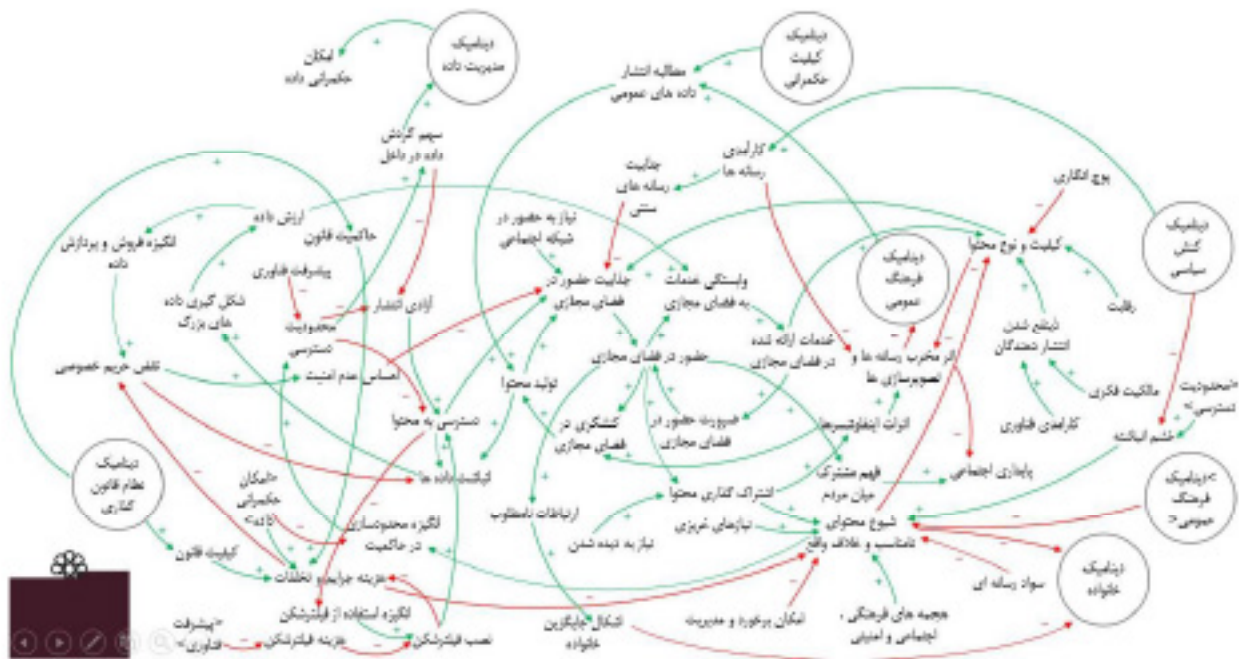 دینامیک
مدیریت داده
امکان
حکمرانی داده
دینامیک
کیفیت
حکمرانی
مطالبه انتشار
داده های عمومی
سهم گردش
داده در داخل
کارآمدی
رسانه ها
جذابیت
رسانه های
سنتی
پوچ انگاری
دینامیک
کنش
سیاسی
ارزش داده
حاکمیت قانون
نیاز به حضور در
شبکه اجتماعی
کیفیت و نوع محتوا
انگیزه فروش و پردازش
داده
پیشرفت فناوری
آزادی انتشار
جذابیت حضور در
فضای مجازی
وابستگی خدمات
به فضای مجازی
دینامیک
فرهنگ
عمومی
رقابت
شکل گیری داده
های بزرگ
محدودیت
دسترسی
خدمات ارائه شده
در فضای مجازی
ذینفع شدن
انتشار دهندگان
حضور در فضای مجازی
اثر مخرب رسانه ها و
تصویرسازی ها
نقض حریم خصوصی
احساس عدم امنیت
تولید محتوا
مالکیت فکری
<محدودیت
دسترسی>
دسترسی به محتوا
کنشگری در
فضای مجازی
ضرورت حضور در
فضای مجازی
اثرات اینفلوئنسرها
کارآمدی فناوری
خشم انباشته
دینامیک
نظام قانون
گذاری
<امکان
حکمرانی
داده>
انباشت داده ها
اشتراک گذاری محتوا
فهم مشترک
میان مردم
پایداری اجتماعی
>دینامیک
فرهنگ
عمومی<
ارتباطات نامطلوب
نیازهای غریزی
شیوع محتوای
نامناسب و خلاف واقع
انگیزه محدودسازی
در حاکمیت
نیاز به دیده شدن
کیفیت قانون
هزینه جرایم و تخلفات
سواد رسانه ای
دینامیک
خانواده
انگیزه استفاده از فیلترشکن
<پیشرفت
فناوری>
هزینه فیلترشکن
نصب فیلترشکن
اشکال جایگزین
خانواده
امکان برخورد و مدیریت
هجمه های فرهنگی ،
اجتماعی و امنیتی